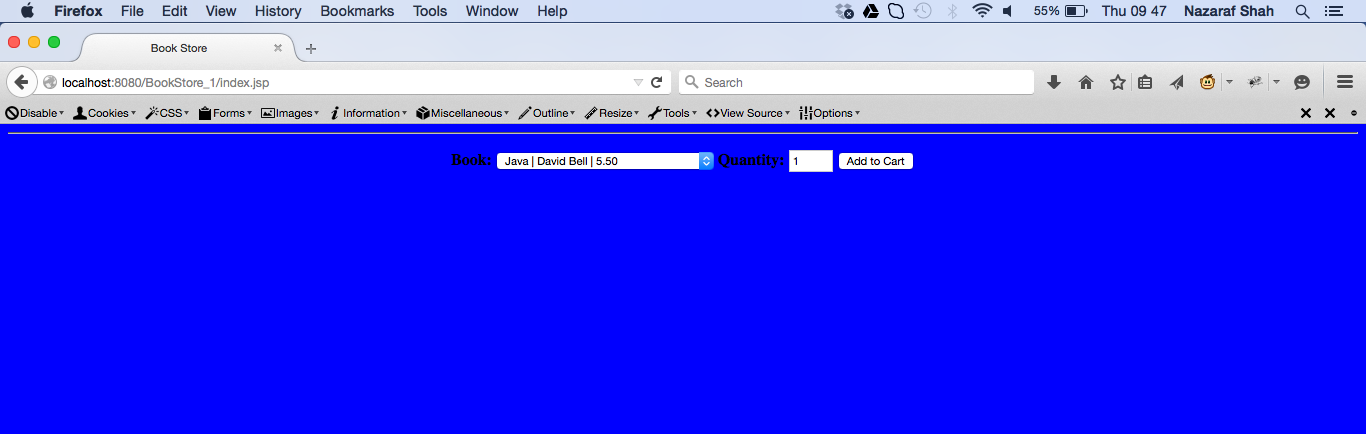 Firefox File Edit View History Bookmarks Tools Window Help 55% Thu 09 47 Nazaraf Shah
Book Store
localhost:8080/BookStore_1/index.jsp Search
Disable Cookies CSS Forms Images Information Miscellaneous Outline Resize Tools View Source Options
Book: Java | David Bell | 5.50 Quantity: 1 Add to Cart